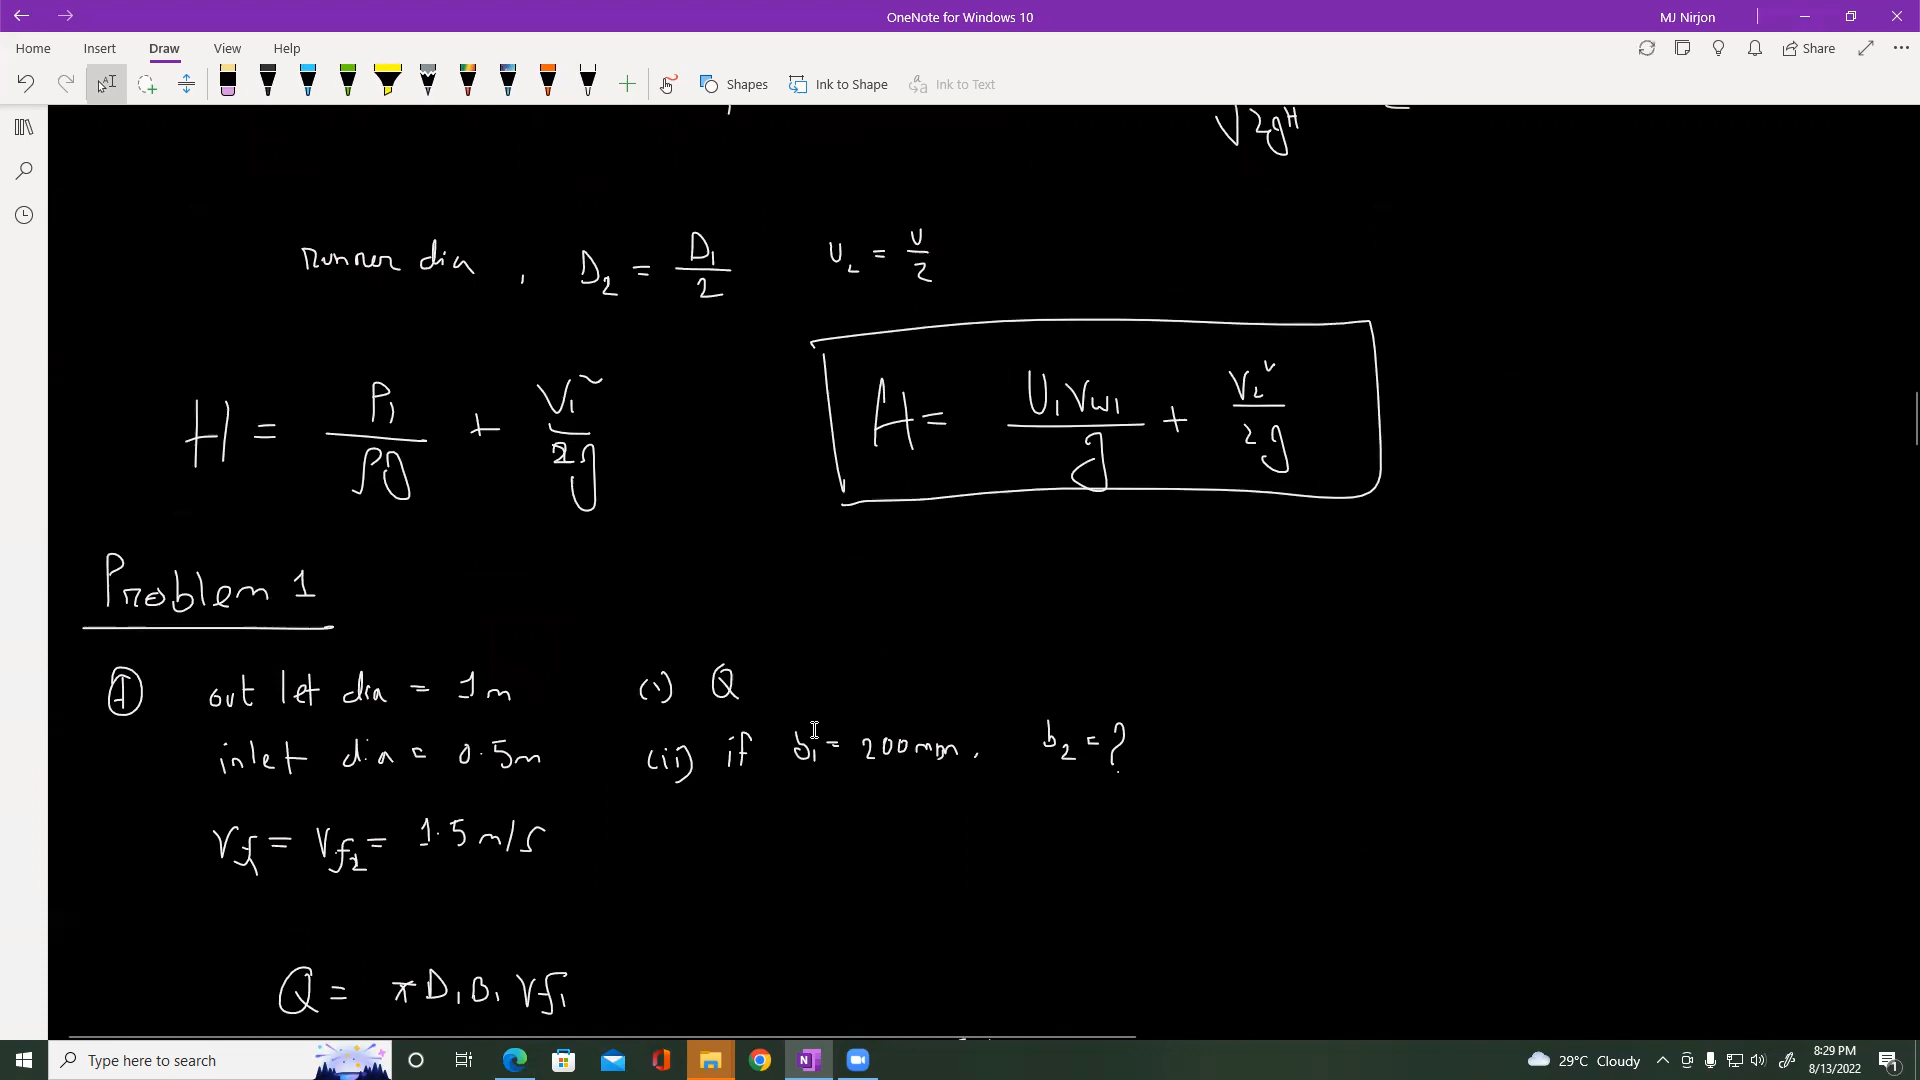 OneNote for Windows 10
MJ Nirjon
Home Insert Draw View Help
Share
Shapes Ink to Shape Ink to Text
√2gH
runner dia , D₂ = D₁/2 U₂ = U/2
H = P₁/ρg + V₁²/2g
H = U₁Vw₁/g + V₂²/2g
Problem 1
① out let dia = 1m (i) Q
inlet dia = 0.5m (ii) if b₁ = 200mm, b₂ = ?
Vf₁ = Vf₂ = 1.5 m/s
Q = πD₁B₁Vf₁
Type here to search
29°C Cloudy
8:29 PM
8/13/2022
1